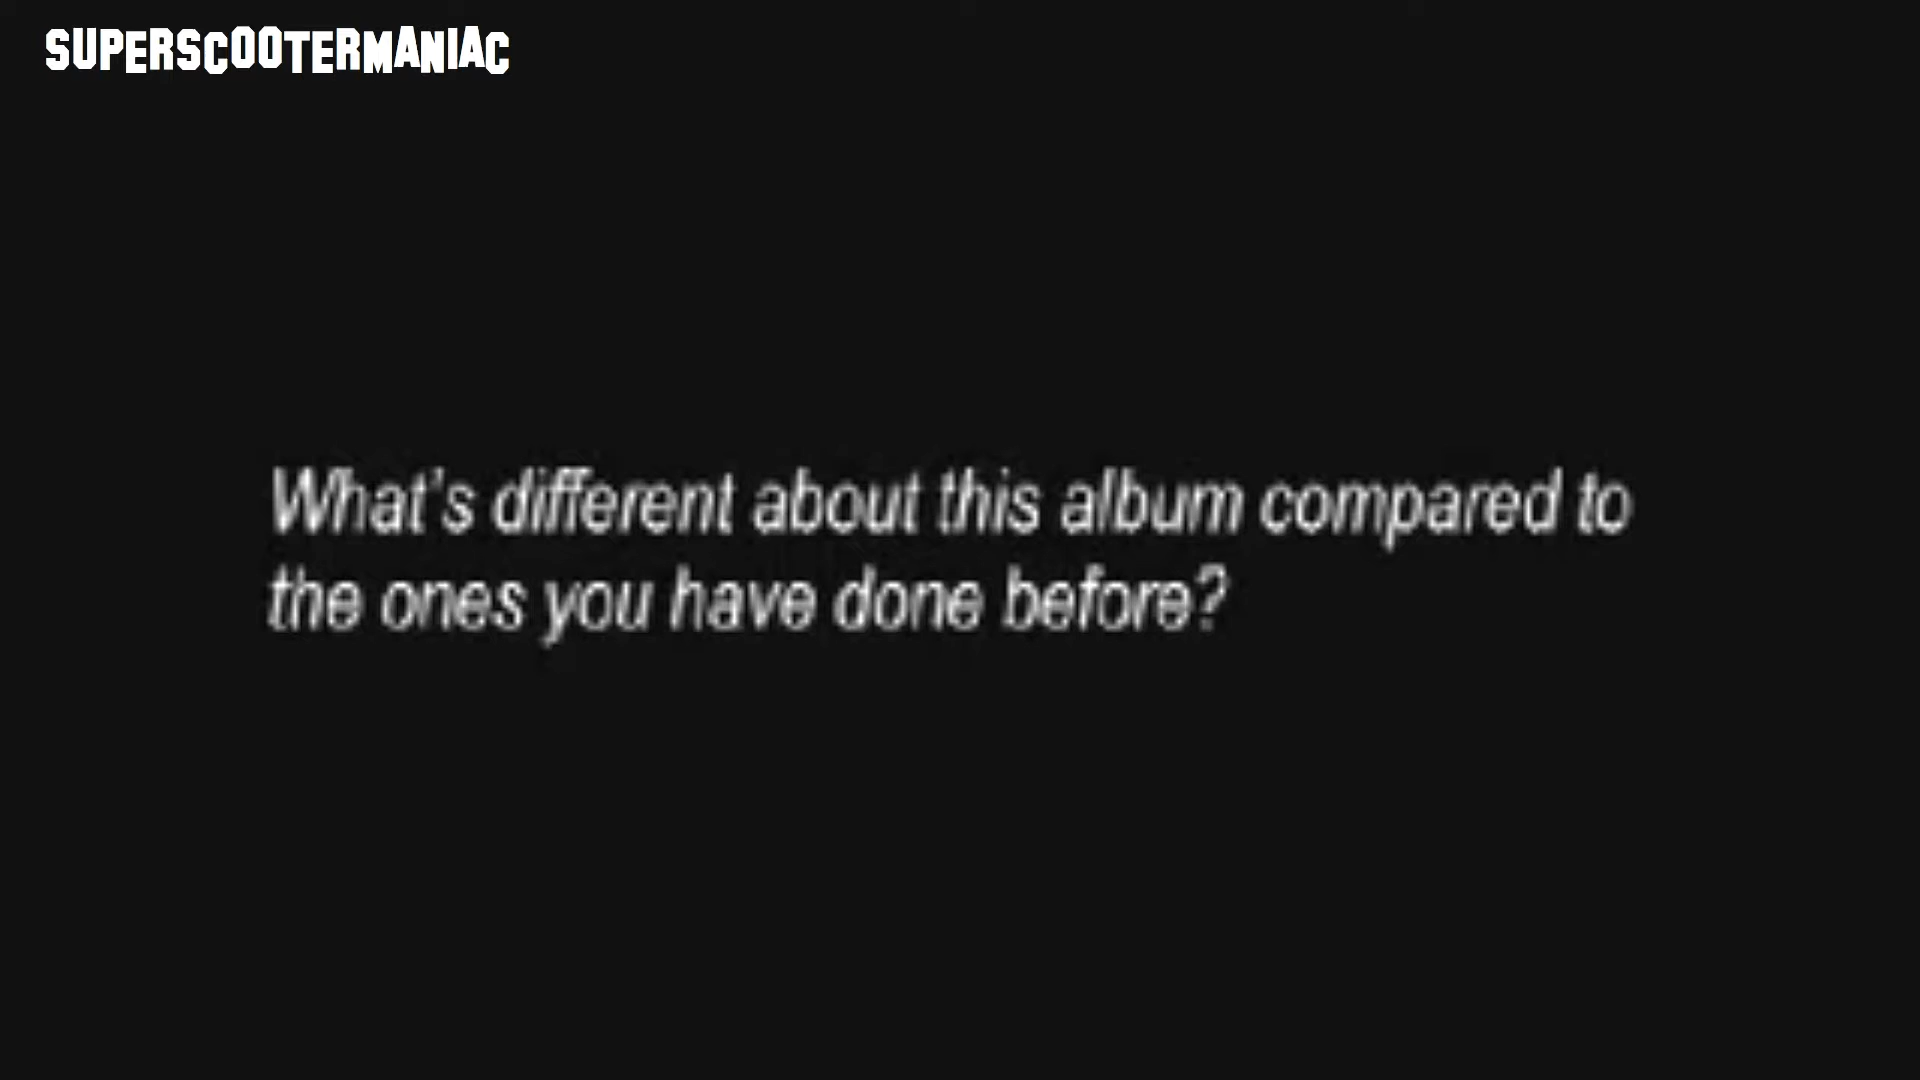 SUPERSCOOTERMANIAC
What's different about this album compared to
the ones you have done before?